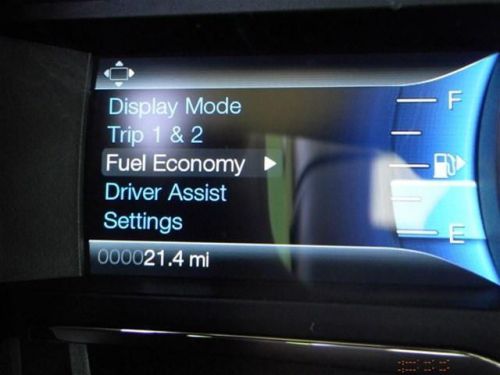 Display Mode
Trip 1 & 2
Fuel Economy
Driver Assist
Settings
F
E
000021.4 mi